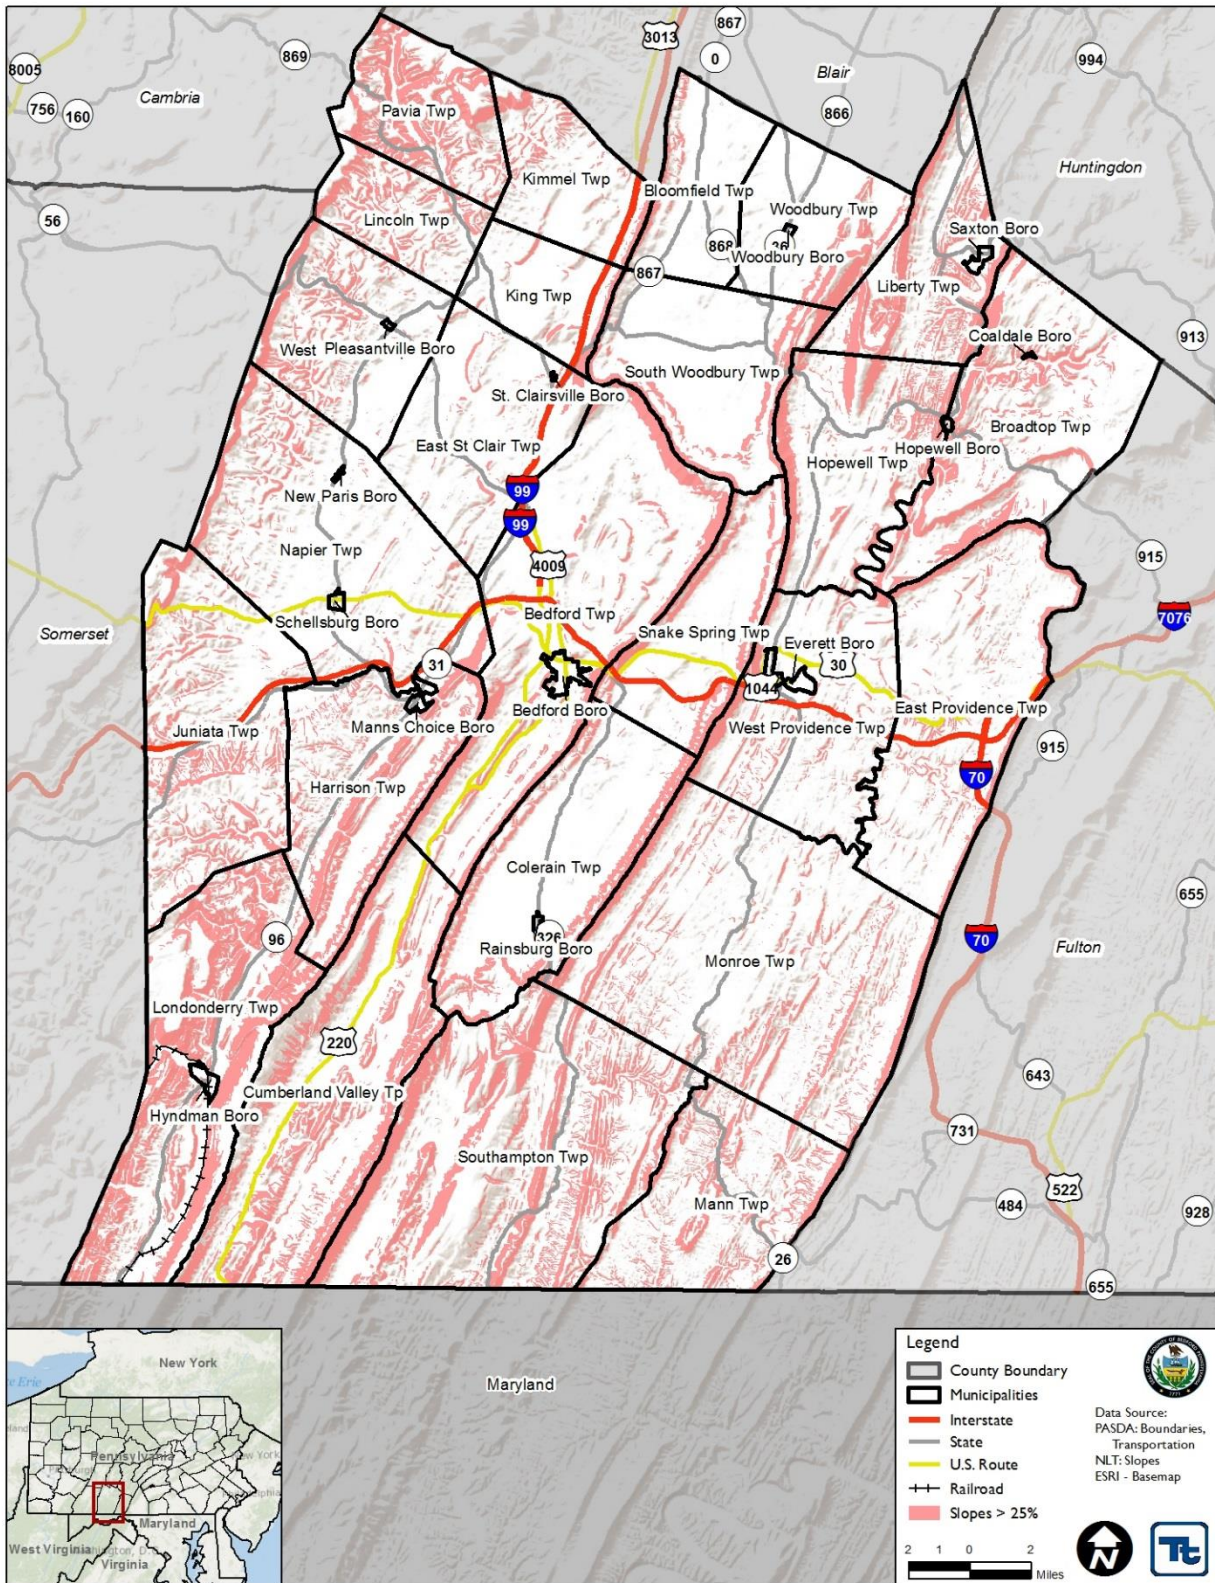 867
3013
0
Blair
869
994
8005
756
160
Cambria
866
Pavia Twp
Huntingdon
Kimmel Twp
Bloomfield Twp
56
Lincoln Twp
Woodbury Twp
Saxton Boro
868
36
Woodbury Boro
867
King Twp
Liberty Twp
913
West
Pleasantville Boro
Coaldale Boro
South Woodbury Twp
St. Clairsville Boro
Broadtop Twp
East St Clair Twp
Hopewell Boro
Hopewell Twp
99
New Paris Boro
99
Napier Twp
4009
915
7076
Schellsburg Boro
Bedford Twp
Somerset
Snake Spring Twp
Everett Boro
31
30
1044
Bedford Boro
East Providence Twp
Juniata Twp
Manns Choice Boro
West Providence Twp
915
70
Harrison Twp
Colerain Twp
655
326
96
Rainsburg Boro
70
Fulton
Monroe Twp
Londonderry Twp
220
643
Cumberland Valley Tp
Hyndman Boro
731
Southampton Twp
522
Mann Twp
484
928
26
655
Maryland
New York
Pennsylvania
Maryland
West Virginia
Virginia
Legend
County Boundary
Municipalities
Interstate
State
U.S. Route
Railroad
Slopes > 25%
Data Source:
PASDA: Boundaries,
Transportation
NLT: Slopes
ESRI - Basemap
2 1 0 2
Miles
N
Tt